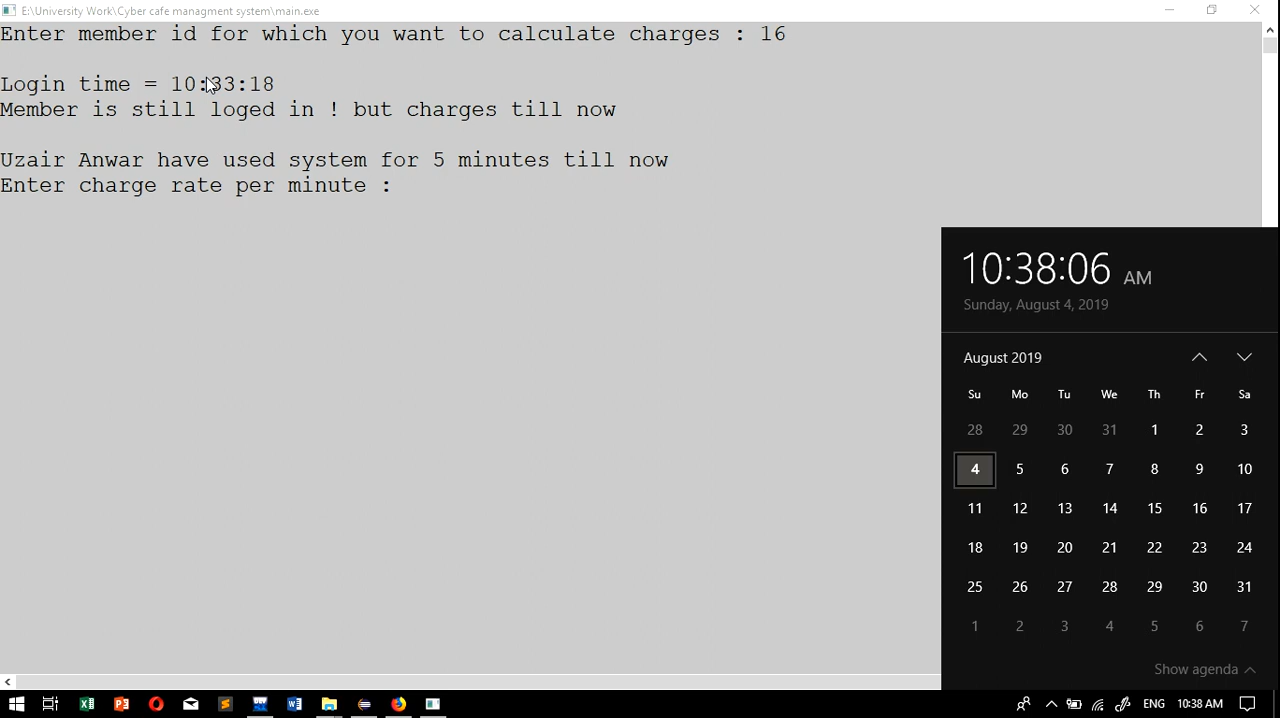 E:\University Work\Cyber cafe managment system\main.exe
Enter member id for which you want to calculate charges : 16
Login time = 10:33:18
Member is still loged in ! but charges till now
Uzair Anwar have used system for 5 minutes till now
Enter charge rate per minute :
10:38:06 AM
Sunday, August 4, 2019
August 2019
Su Mo Tu We Th Fr Sa
28 29 30 31 1 2 3
4 5 6 7 8 9 10
11 12 13 14 15 16 17
18 19 20 21 22 23 24
25 26 27 28 29 30 31
1 2 3 4 5 6 7
Show agenda
ENG 10:38 AM